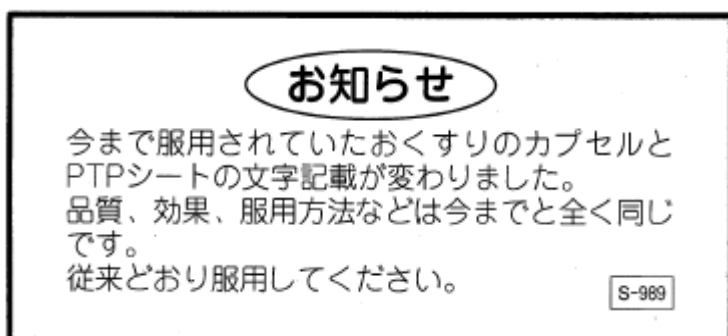 お知らせ
今まで服用されていたおくすりのカプセルと
PTPシートの文字記載が変わりました。
品質、効果、服用方法などは今までと全く同じ
です。
従来どおり服用してください。
S-989